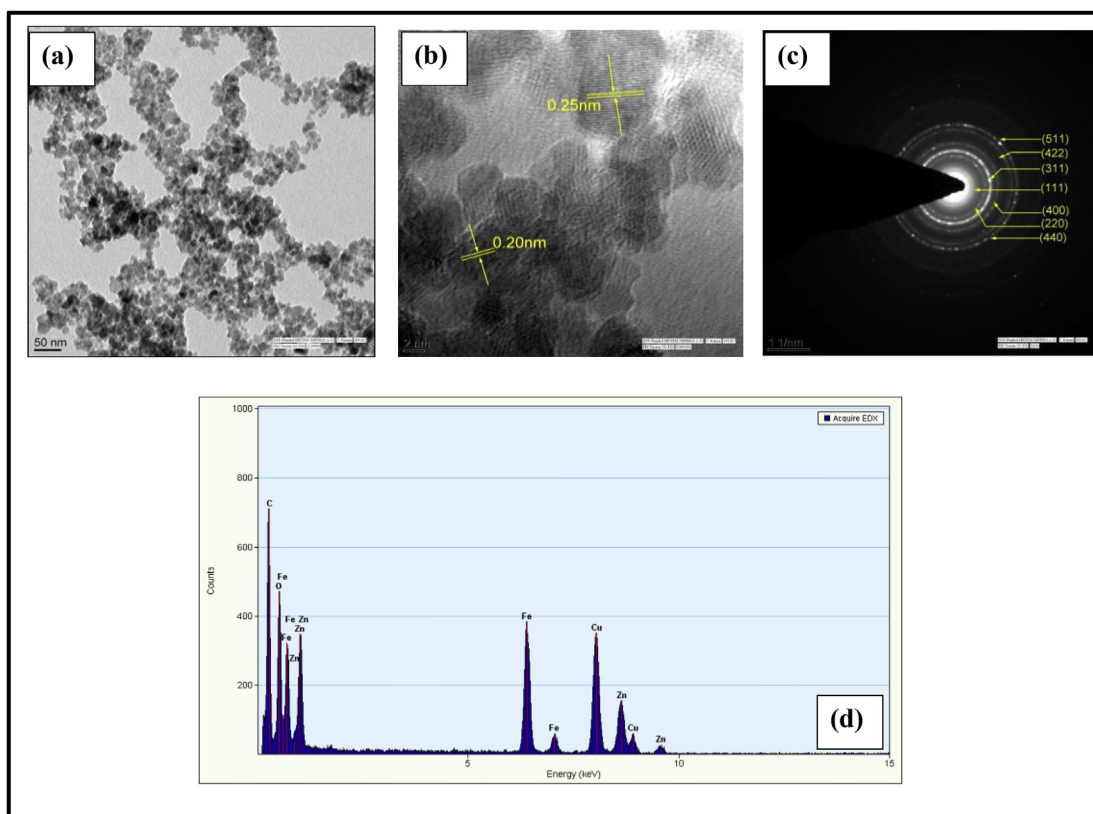 (a)
50 nm
(b)
0.25nm
0.20nm
2 nm
(c)
(511)
(422)
(311)
(111)
(400)
(220)
(440)
1 1/nm
1000
800
600
400
200
Counts
Acquire EDX
C
Fe
O
Fe Zn
Fe Zn
Zn
Fe
Fe
Cu
Zn
Cu
Zn
(d)
5
10
15
Energy (keV)